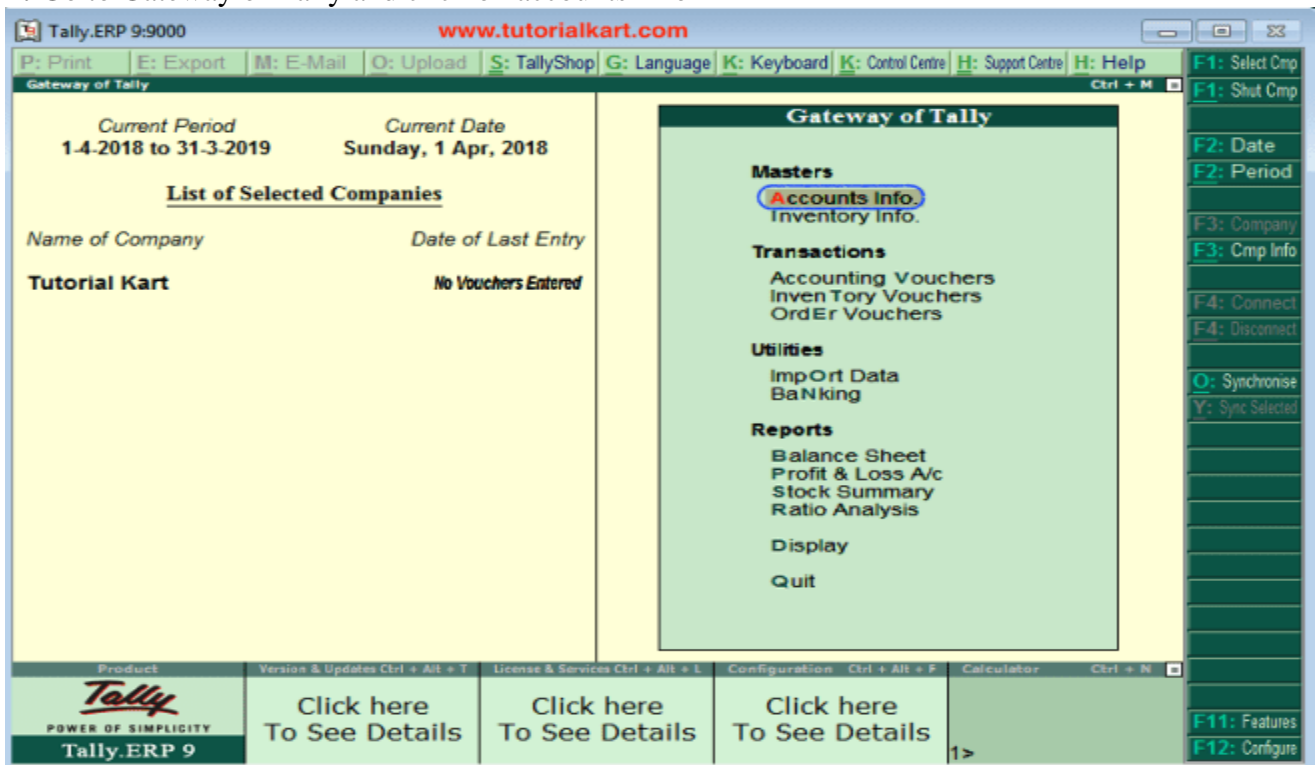 Tally.ERP 9:9000
www.tutorialkart.com
P: Print E: Export M: E-Mail O: Upload S: TallyShop G: Language K: Keyboard K: Control Centre H: Support Centre H: Help
Gateway of Tally Ctrl + M
Current Period Current Date
1-4-2018 to 31-3-2019 Sunday, 1 Apr, 2018
List of Selected Companies
Name of Company Date of Last Entry
Tutorial Kart No Vouchers Entered
Gateway of Tally
Masters
Accounts Info.
Inventory Info.
Transactions
Accounting Vouchers
InvenTory Vouchers
OrdEr Vouchers
Utilities
ImpOrt Data
BaNking
Reports
Balance Sheet
Profit & Loss A/c
Stock Summary
Ratio Analysis
Display
Quit
F1: Select Cmp
F1: Shut Cmp
F2: Date
F2: Period
F3: Company
F3: Cmp Info
F4: Connect
F4: Disconnect
O: Synchronise
Y: Sync Selected
F11: Features
F12: Configure
Product
Tally
POWER OF SIMPLICITY
Tally.ERP 9
Version & Updates Ctrl + Alt + T
Click here
To See Details
License & Services Ctrl + Alt + L
Click here
To See Details
Configuration Ctrl + Alt + F
Click here
To See Details
Calculator Ctrl + N
1>